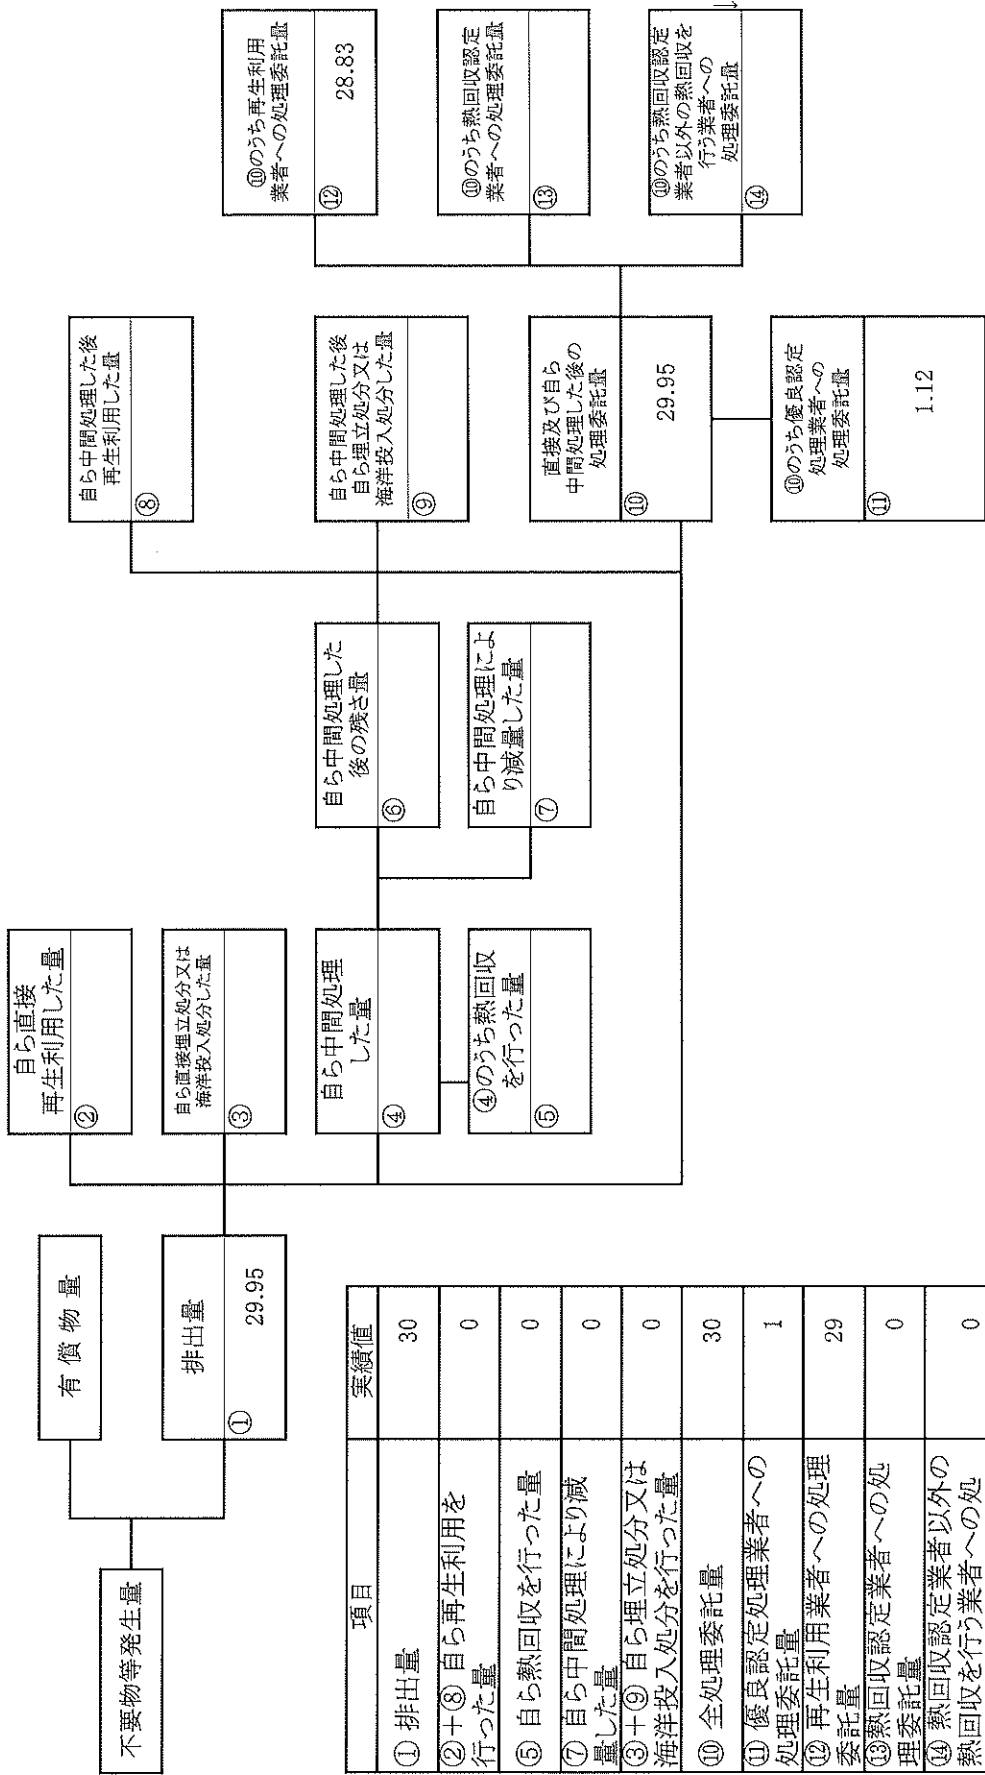 不要物等発生量
有償物量
排出量
①
29.95
自ら直接
再生利用した量
②
自ら直接埋立処分又は
海洋投入処分した量
③
自ら中間処理
した量
④
④のうち熱回収
を行った量
⑤
自ら中間処理した
後の残さ量
⑥
自ら中間処理によ
り減量した量
⑦
自ら中間処理した後
再生利用した量
⑧
自ら中間処理した後
自ら埋立処分又は
海洋投入処分した量
⑨
直接及び自ら
中間処理した後の
処理委託量
⑩
29.95
⑩のうち優良認定
処理業者への
処理委託量
⑪
1.12
⑩のうち再生利用
業者への処理委託量
⑫
28.83
⑩のうち熱回収認定
業者への処理委託量
⑬
⑩のうち熱回収認定
業者以外の熱回収を
行う業者への
処理委託量
⑭
項目 実績値
① 排出量 30
②+⑧ 自ら再生利用を
行った量 0
⑤ 自ら熱回収を行った量 0
⑦ 自ら中間処理により減
量した量 0
③+⑨ 自ら埋立処分又は
海洋投入処分を行った量 0
⑩ 全処理委託量 30
⑪ 優良認定処理業者への
処理委託量 1
⑫ 再生利用業者への処理
委託量 29
⑬熱回収認定業者への処
理委託量 0
⑭ 熱回収認定業者以外の
熱回収を行う業者への処 0